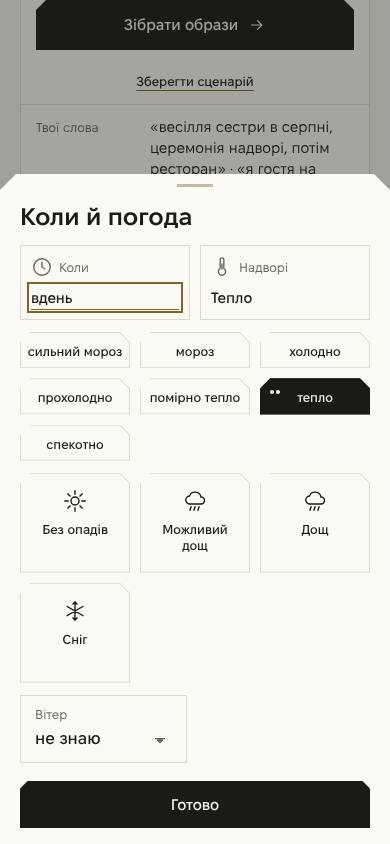 Зібрати образи →
Зберегти сценарій
Твої слова
«весілля сестри в серпні,
церемонія надворі, потім
ресторан» · «я гостя на
Коли й погода
Коли
Надворі
вдень
Тепло
сильний мороз
мороз
холодно
прохолодно
помірно тепло
тепло
спекотно
Без опадів
Можливий
дощ
Дощ
Сніг
Вітер
не знаю
Готово